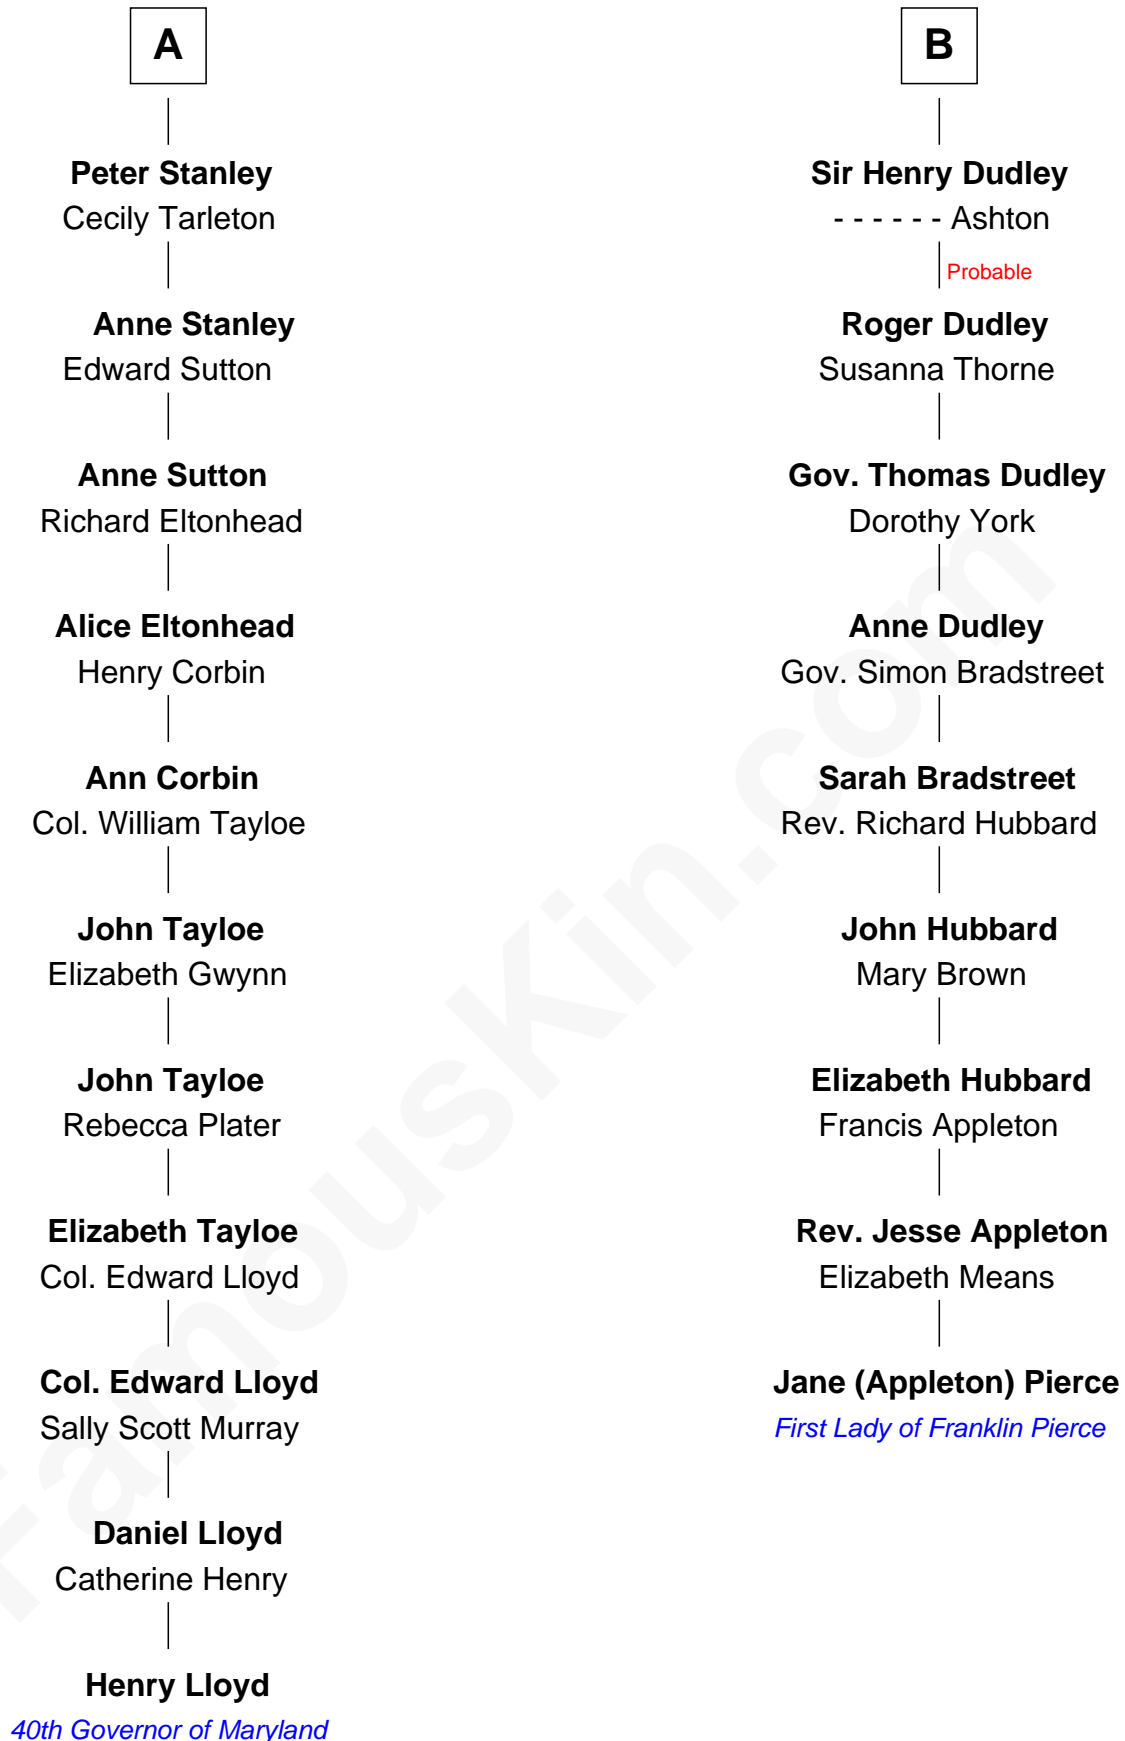 A
Peter Stanley
Cecily Tarleton
Anne Stanley
Edward Sutton
Anne Sutton
Richard Eltonhead
Alice Eltonhead
Henry Corbin
Ann Corbin
Col. William Tayloe
John Tayloe
Elizabeth Gwynn
John Tayloe
Rebecca Plater
Elizabeth Tayloe
Col. Edward Lloyd
Col. Edward Lloyd
Sally Scott Murray
Daniel Lloyd
Catherine Henry
Henry Lloyd
40th Governor of Maryland
B
Sir Henry Dudley
- - - - - - Ashton
Probable
Roger Dudley
Susanna Thorne
Gov. Thomas Dudley
Dorothy York
Anne Dudley
Gov. Simon Bradstreet
Sarah Bradstreet
Rev. Richard Hubbard
John Hubbard
Mary Brown
Elizabeth Hubbard
Francis Appleton
Rev. Jesse Appleton
Elizabeth Means
Jane (Appleton) Pierce
First Lady of Franklin Pierce
FamousKin.com